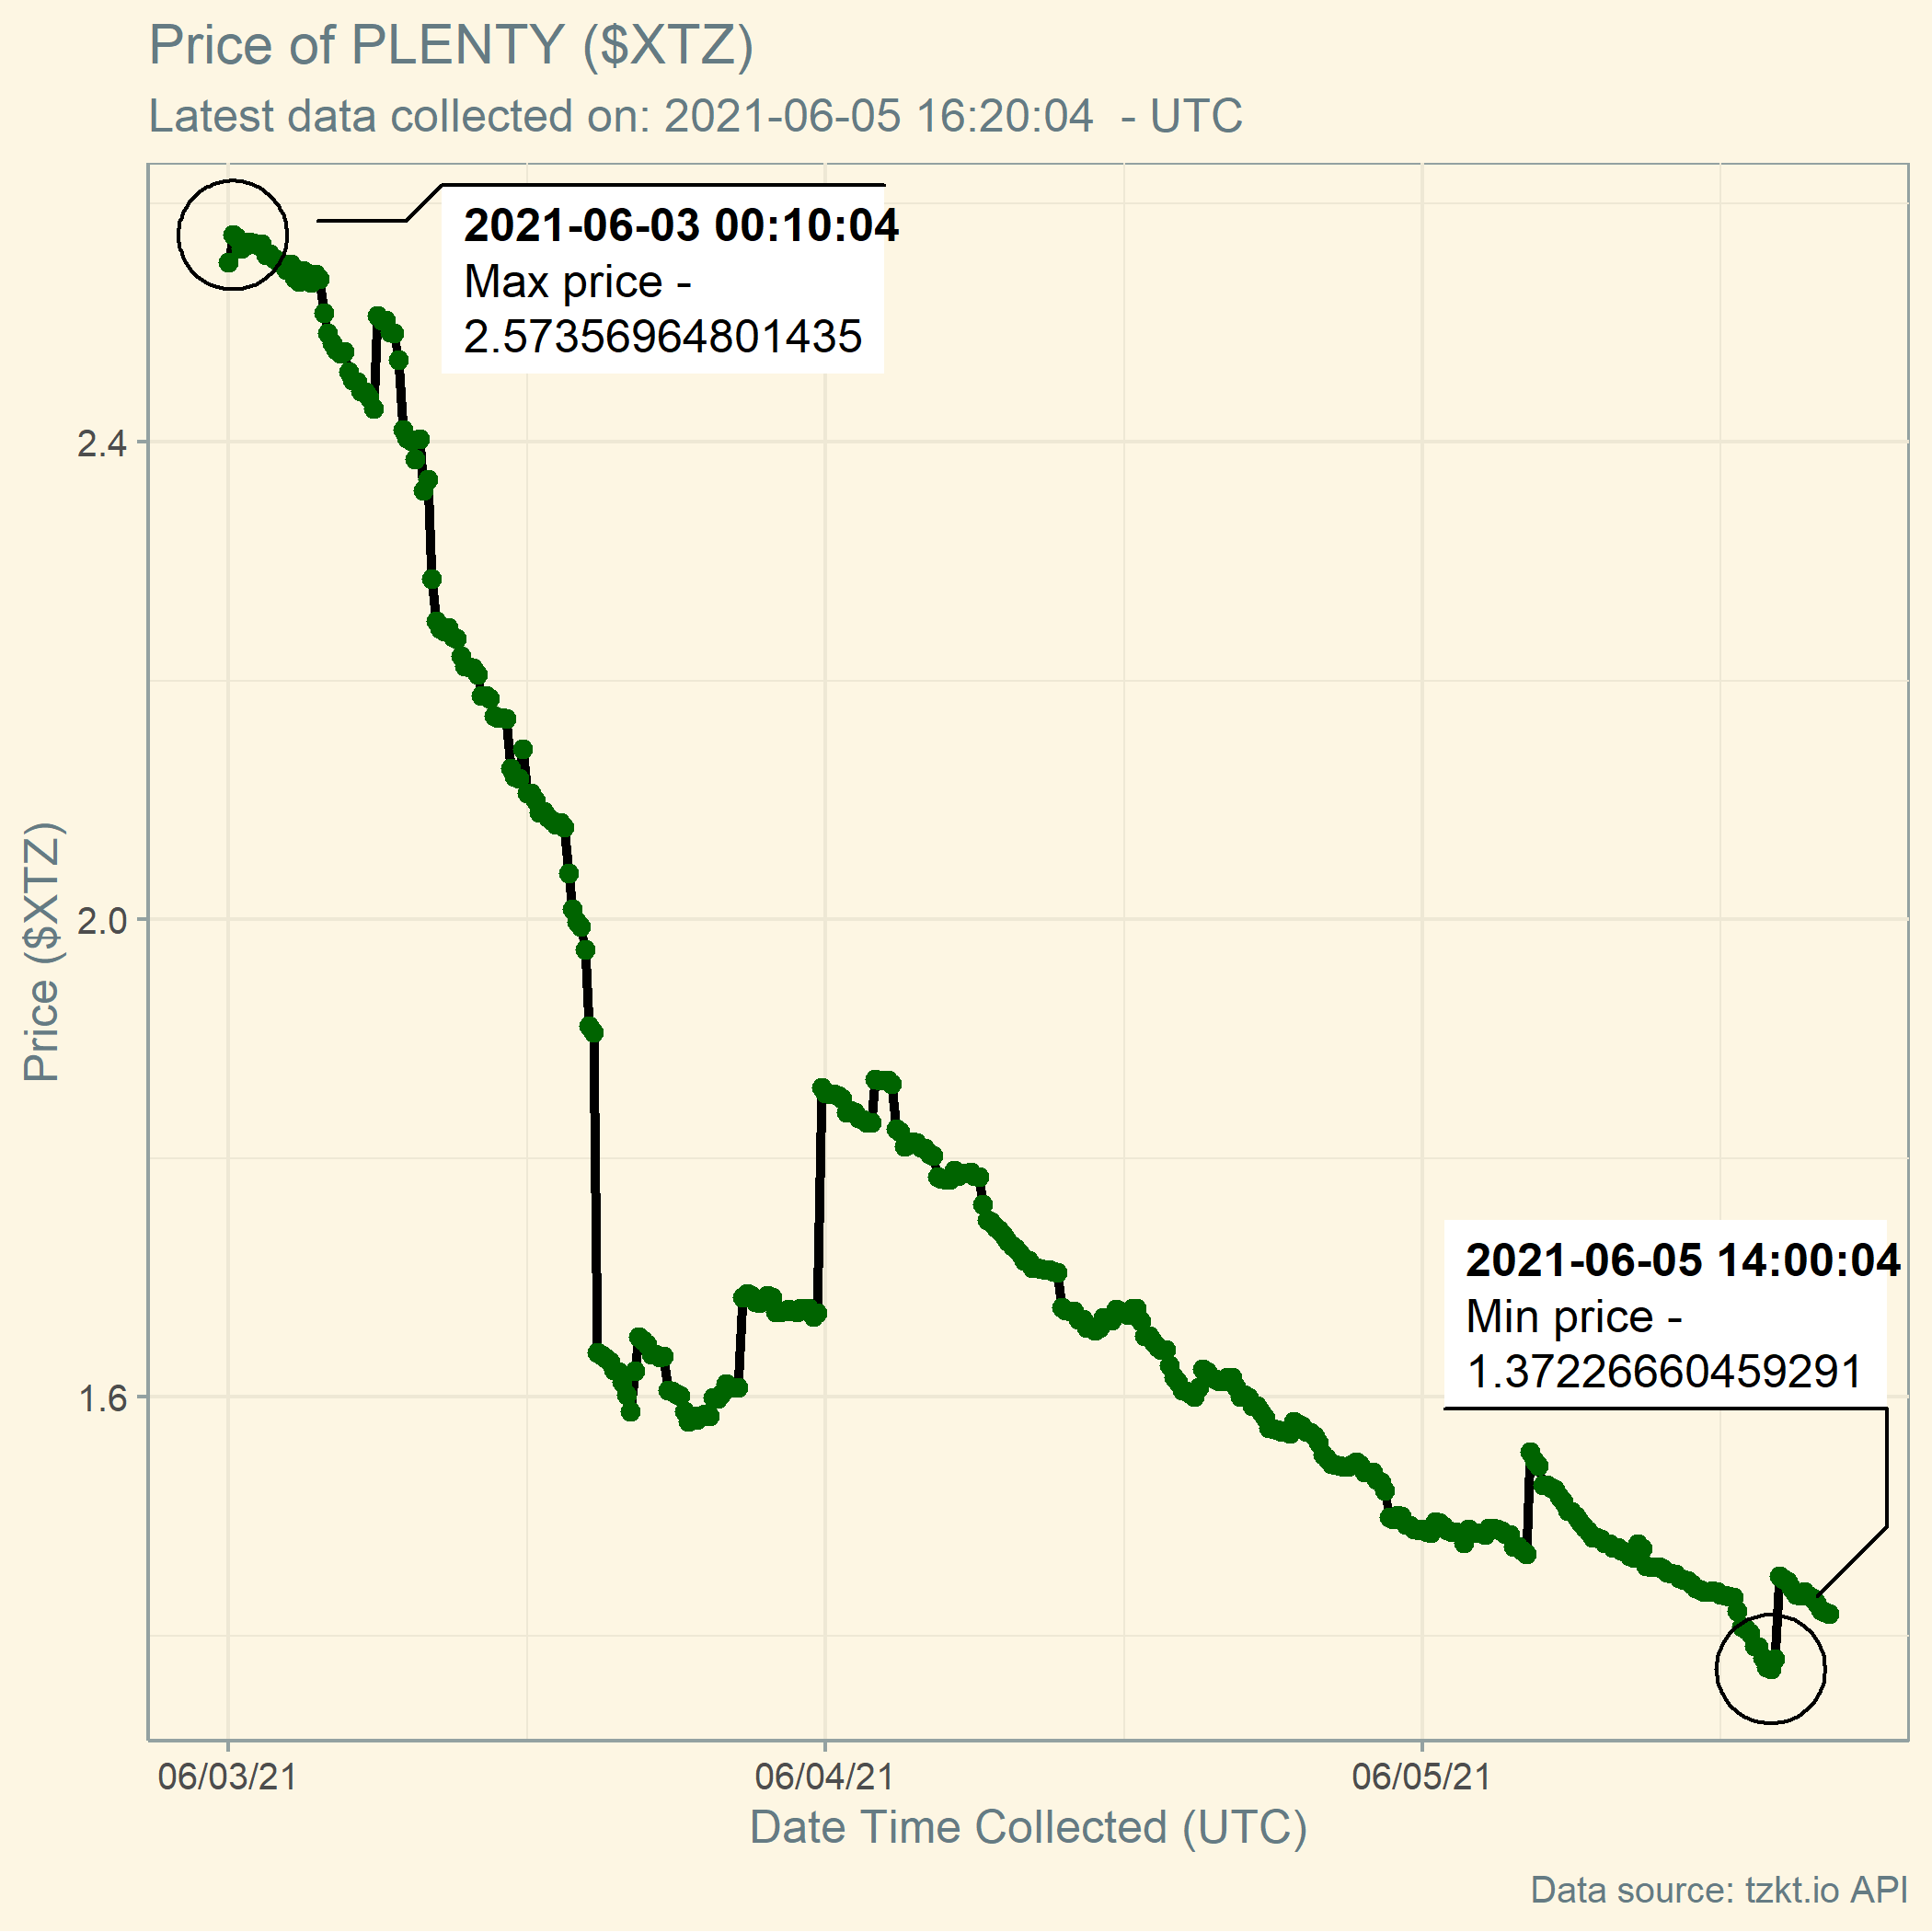 Price of PLENTY ($XTZ)
Latest data collected on: 2021-06-05 16:20:04  - UTC
2021-06-03 00:10:04
Max price -
2.57356964801435
2.4
2.0
1.6
Price ($XTZ)
2021-06-05 14:00:04
Min price -
1.37226660459291
06/03/21
06/04/21
06/05/21
Date Time Collected (UTC)
Data source: tzkt.io API